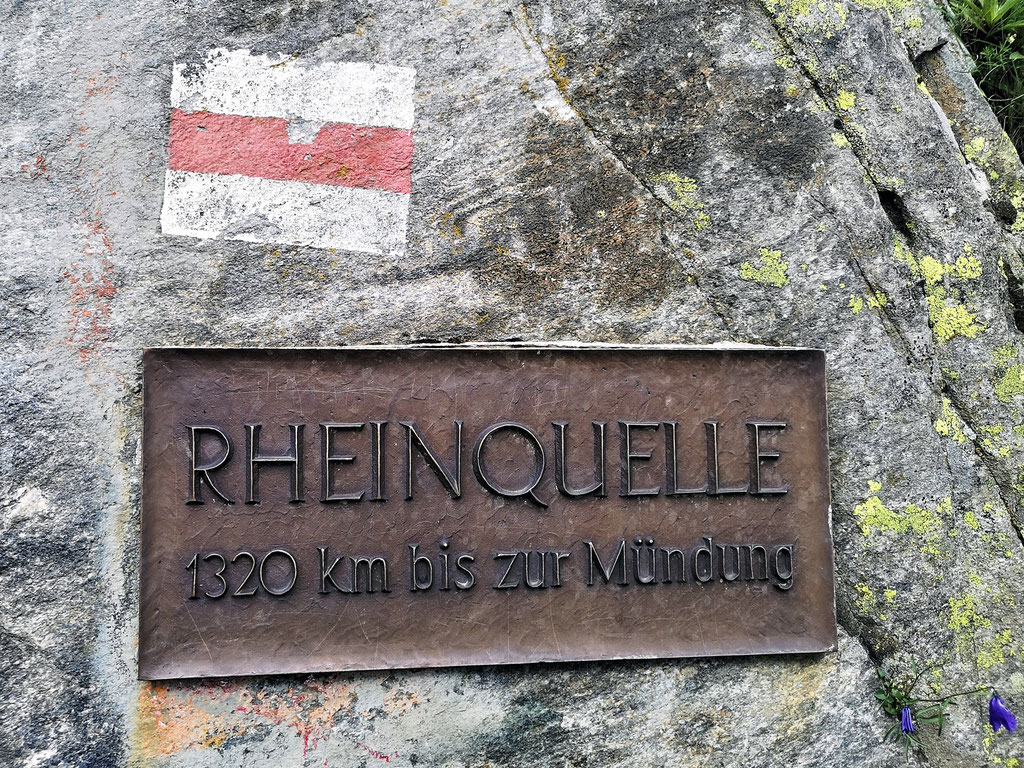 RHEINQUELLE
1320 km bis zur Mündung